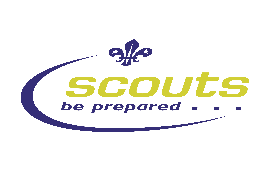 scouts
be prepared . . .